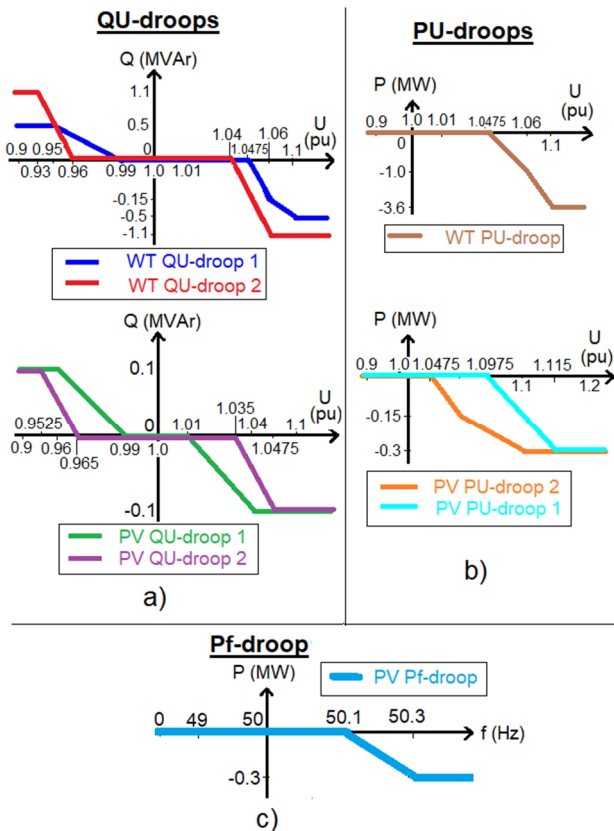 QU-droops
Q (MVAr)
1.1
0.5
0
1.04
1.06
U
(pu)
0.9
0.95
0.99
1.0
1.01
1.0475
1.1
0.93
0.96
-0.15
-0.5
-1.1
WT QU-droop 1
WT QU-droop 2
Q (MVAr)
0.1
0.9525
0
1.01
1.035
1.04
1.1
U
(pu)
0.9
0.96
0.99
1.0
1.0475
0.965
-0.1
PV QU-droop 1
PV QU-droop 2
a)
PU-droops
P (MW)
0.9
1.0
1.01
1.0475
1.06
1.1
U
(pu)
0
-1.0
-3.6
WT PU-droop
P (MW)
0.9
1.0
1.0475
1.0975
1.115
U
(pu)
0
1.1
1.2
-0.15
-0.3
PV PU-droop 2
PV PU-droop 1
b)
Pf-droop
P (MW)
PV Pf-droop
0
49
50
50.1
50.3
f (Hz)
-0.3
c)